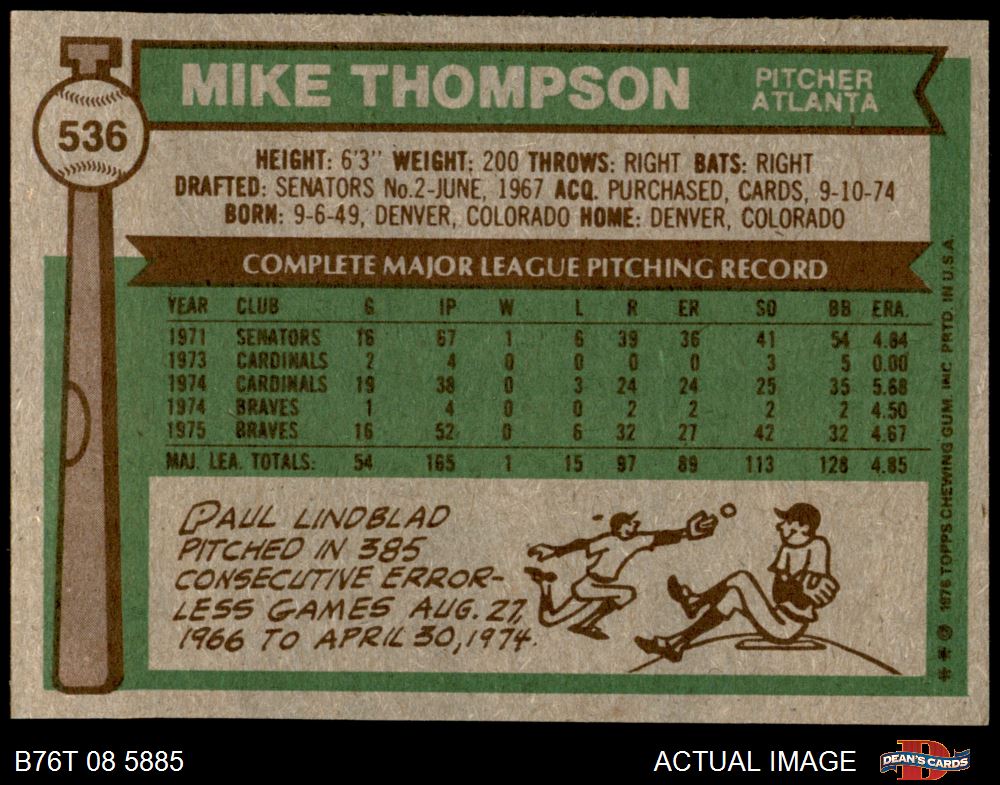 536
MIKE THOMPSON
PITCHER
ATLANTA
HEIGHT: 6'3" WEIGHT: 200 THROWS: RIGHT BATS: RIGHT
DRAFTED: SENATORS No.2-JUNE, 1967 ACQ. PURCHASED, CARDS, 9-10-74
BORN: 9-6-49, DENVER, COLORADO HOME: DENVER, COLORADO
COMPLETE MAJOR LEAGUE PITCHING RECORD
YEAR CLUB G IP W L R ER SO BB ERA.
1971 SENATORS 16 67 1 6 39 36 41 54 4.84
1973 CARDINALS 2 4 0 0 0 0 3 5 0.00
1974 CARDINALS 19 38 0 3 24 24 25 35 5.68
1974 BRAVES 1 4 0 0 2 2 2 2 4.50
1975 BRAVES 16 52 0 6 32 27 42 32 4.67
MAJ. LEA. TOTALS: 54 165 1 15 97 89 113 128 4.85
PAUL LINDBLAD
PITCHED IN 385
CONSECUTIVE ERROR-
LESS GAMES AUG. 27,
1966 TO APRIL 30, 1974.
** © 1976 TOPPS CHEWING GUM, INC. PRTD. IN U.S.A.
B76T 08 5885
ACTUAL IMAGE
D
DEAN'S CARDS